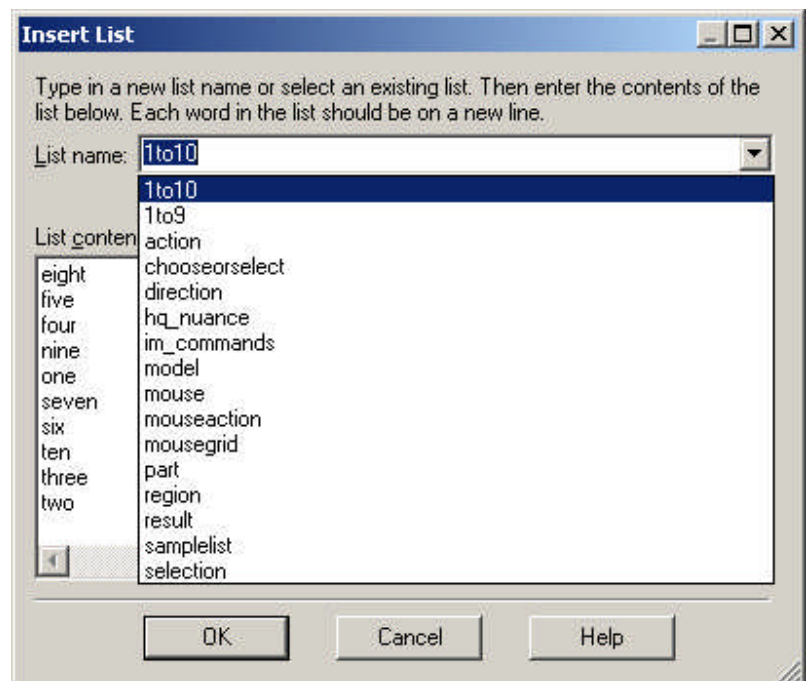 Insert List
Type in a new list name or select an existing list. Then enter the contents of the
list below. Each word in the list should be on a new line.
List name: 1to10
1to10
1to9
action
chooseorselect
direction
hq_nuance
im_commands
model
mouse
mouseaction
mousegrid
part
region
result
samplelist
selection
List conten
eight
five
four
nine
one
seven
six
ten
three
two
OK Cancel Help